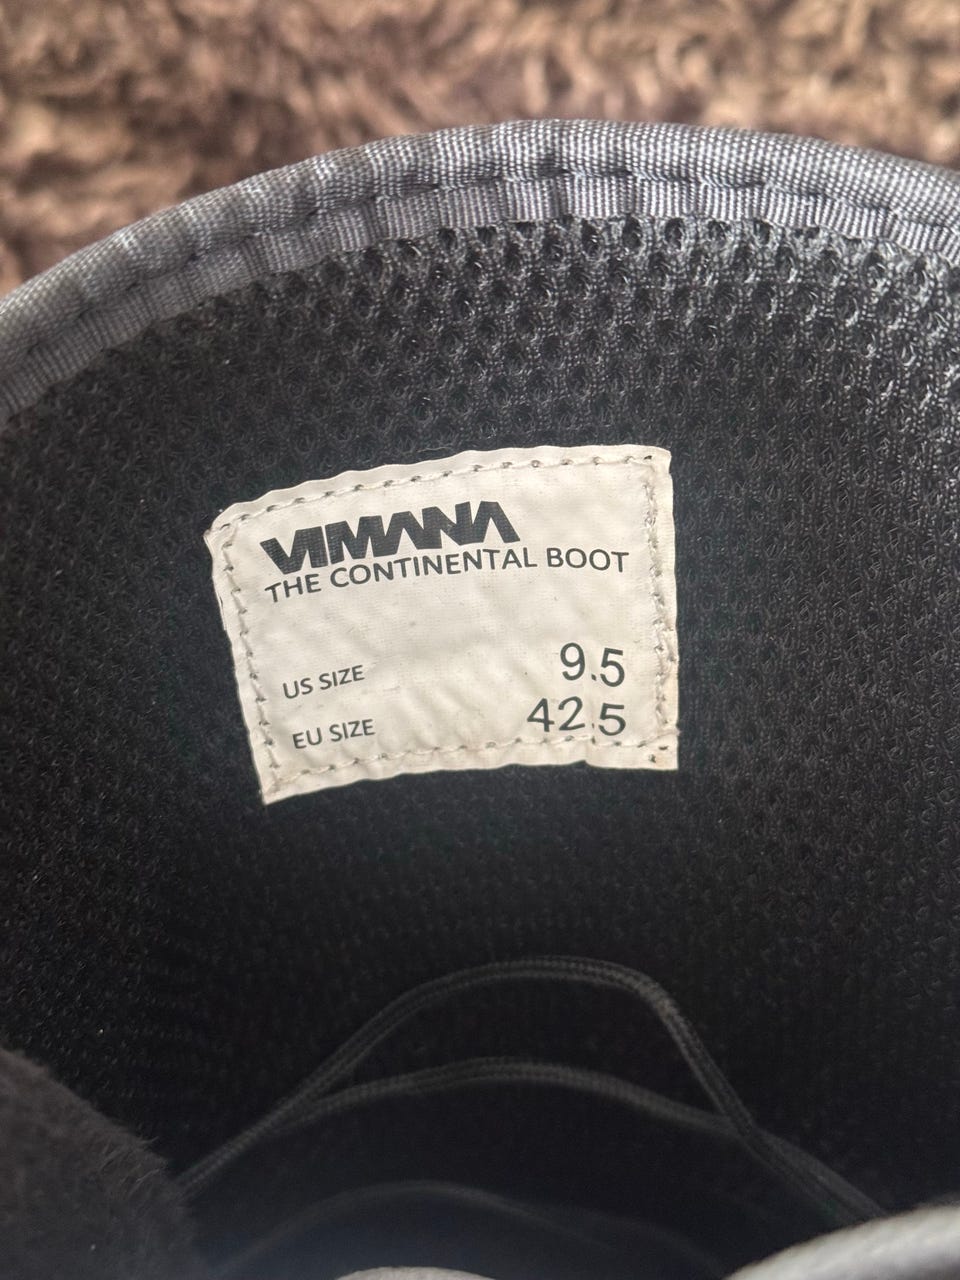 VIMANA
THE CONTINENTAL BOOT
US SIZE 9.5
EU SIZE 42.5